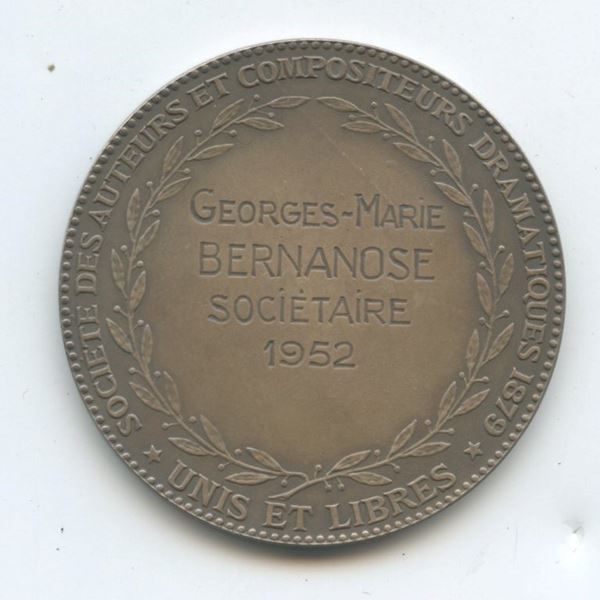 SOCIETE DES AUTEURS ET COMPOSITEURS DRAMATIQUES 1879
GEORGES-MARIE
BERNANOSE
SOCIÉTAIRE
1952
★ UNIS ET LIBRES ★